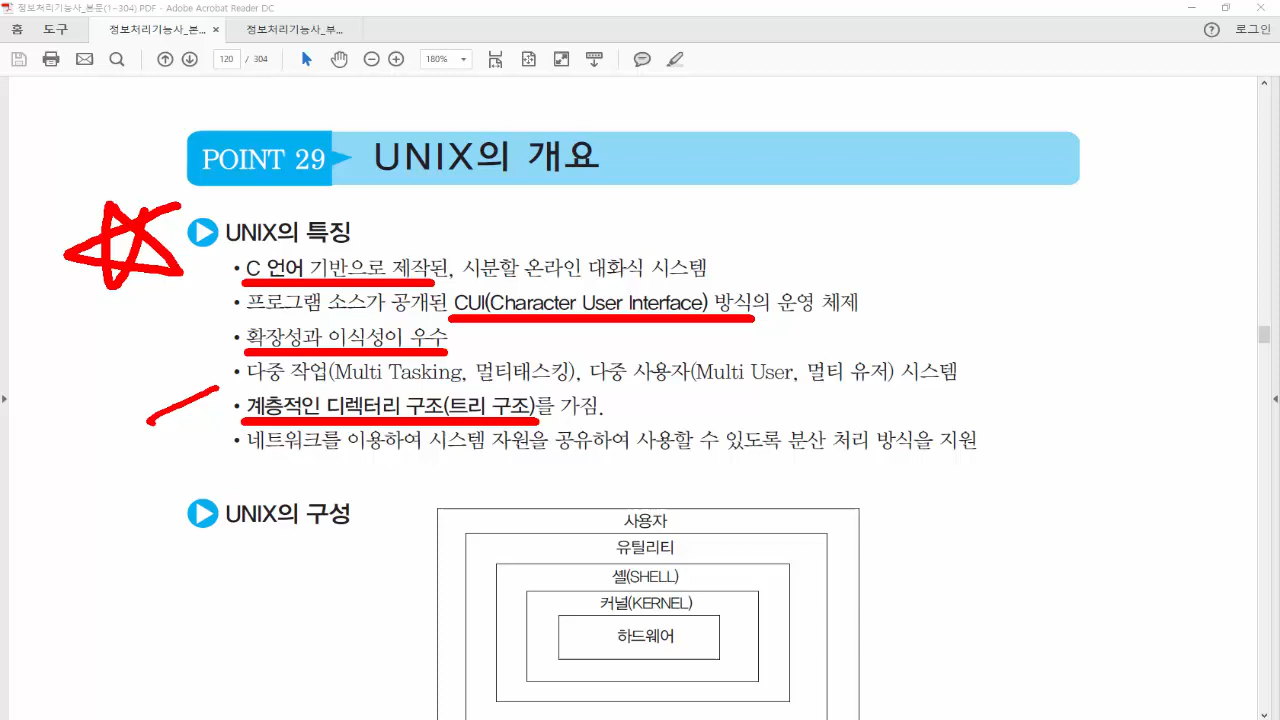 정보처리기능사_본문(1~304) PDF - Adobe Acrobat Reader DC
홈 도구 정보처리기능사_본... × 정보처리기능사_부... 로그인
120 / 304 180%
POINT 29 UNIX의 개요
UNIX의 특징
• C 언어 기반으로 제작된, 시분할 온라인 대화식 시스템
• 프로그램 소스가 공개된 CUI(Character User Interface) 방식의 운영 체제
• 확장성과 이식성이 우수
• 다중 작업(Multi Tasking, 멀티태스킹), 다중 사용자(Multi User, 멀티 유저) 시스템
• 계층적인 디렉터리 구조(트리 구조)를 가짐.
• 네트워크를 이용하여 시스템 자원을 공유하여 사용할 수 있도록 분산 처리 방식을 지원
UNIX의 구성
사용자
유틸리티
셸(SHELL)
커널(KERNEL)
하드웨어